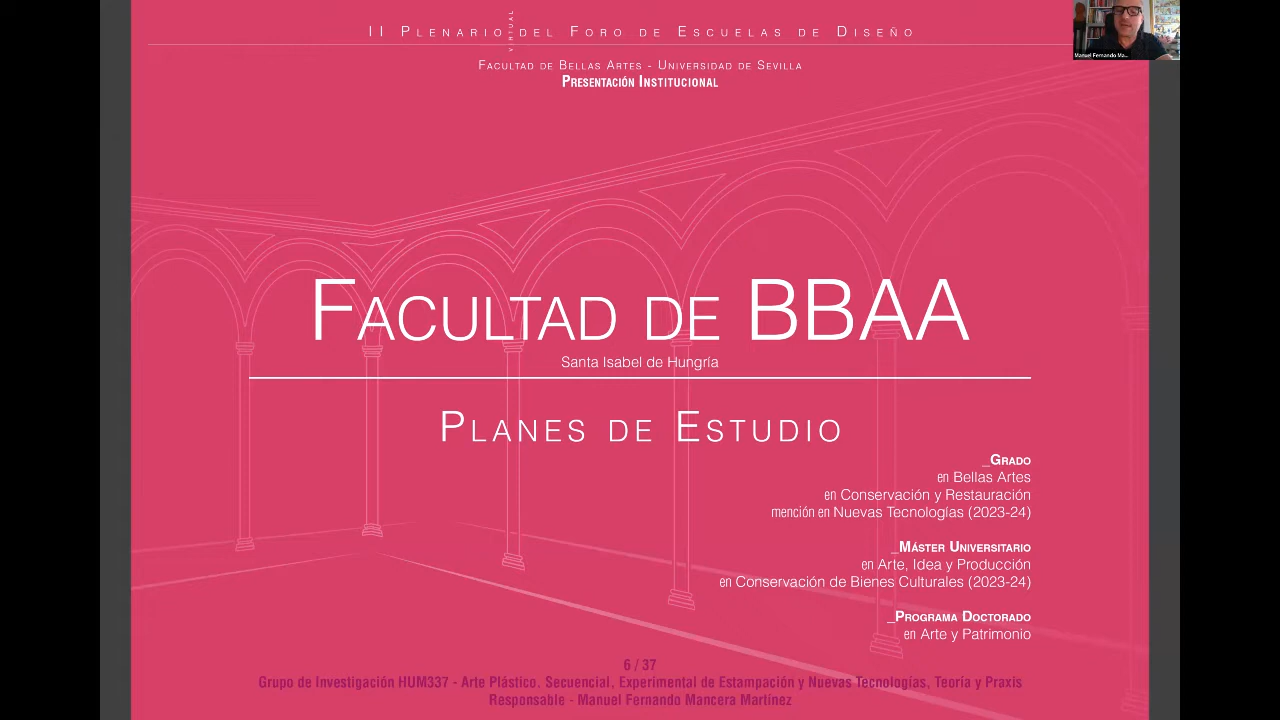 II Plenario del Foro de Escuelas de Diseño
VIRTUAL
Facultad de Bellas Artes - Universidad de Sevilla
Presentación Institucional
Manuel Fernando Ma...
Facultad de BBAA
Santa Isabel de Hungría
Planes de Estudio
_Grado
en Bellas Artes
en Conservación y Restauración
mención en Nuevas Tecnologías (2023-24)
_Máster Universitario
en Arte, Idea y Producción
en Conservación de Bienes Culturales (2023-24)
_Programa Doctorado
en Arte y Patrimonio
6 / 37
Grupo de Investigación HUM337 - Arte Plástico. Secuencial, Experimental de Estampación y Nuevas Tecnologías, Teoría y Praxis
Responsable - Manuel Fernando Mancera Martínez